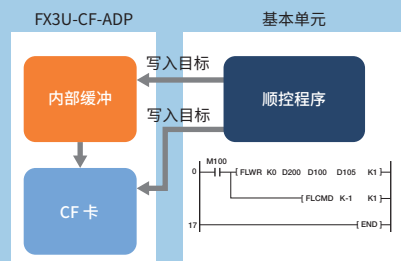 FX3U-CF-ADP
基本单元
写入目标
内部缓冲
顺控程序
写入目标
CF 卡
M100
0
FLWR K0 D200 D100 D105 K1
FLCMD K-1 K1
17
END